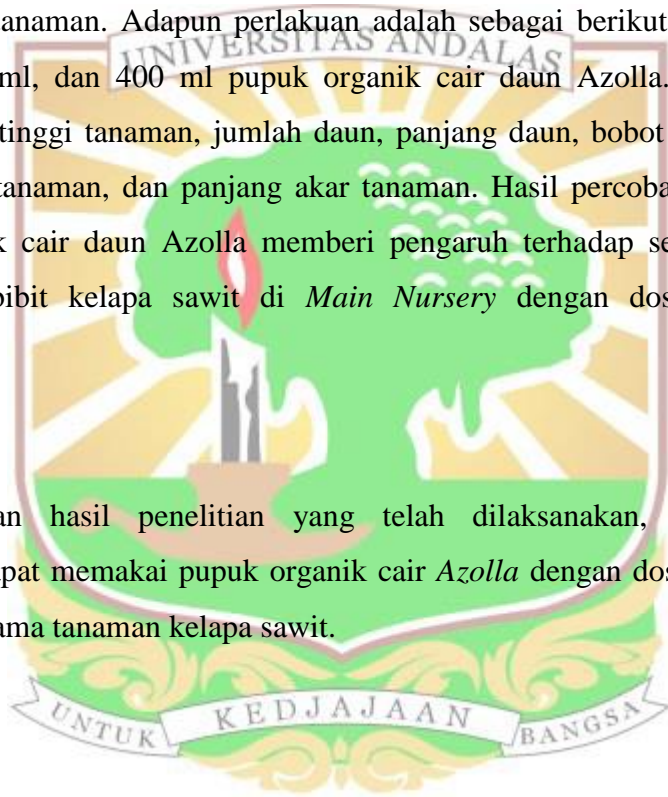 tanaman. Adapun perlakuan adalah sebagai berikut
UNIVERSITAS ANDALAS
ml, dan 400 ml pupuk organik cair daun Azolla.
tinggi tanaman, jumlah daun, panjang daun, bobot
tanaman, dan panjang akar tanaman. Hasil percoba
k cair daun Azolla memberi pengaruh terhadap se
bibit kelapa sawit di Main Nursery dengan dos
an hasil penelitian yang telah dilaksanakan,
pat memakai pupuk organik cair Azolla dengan dos
ama tanaman kelapa sawit.
UNTUK KEDJAJAAN BANGSA